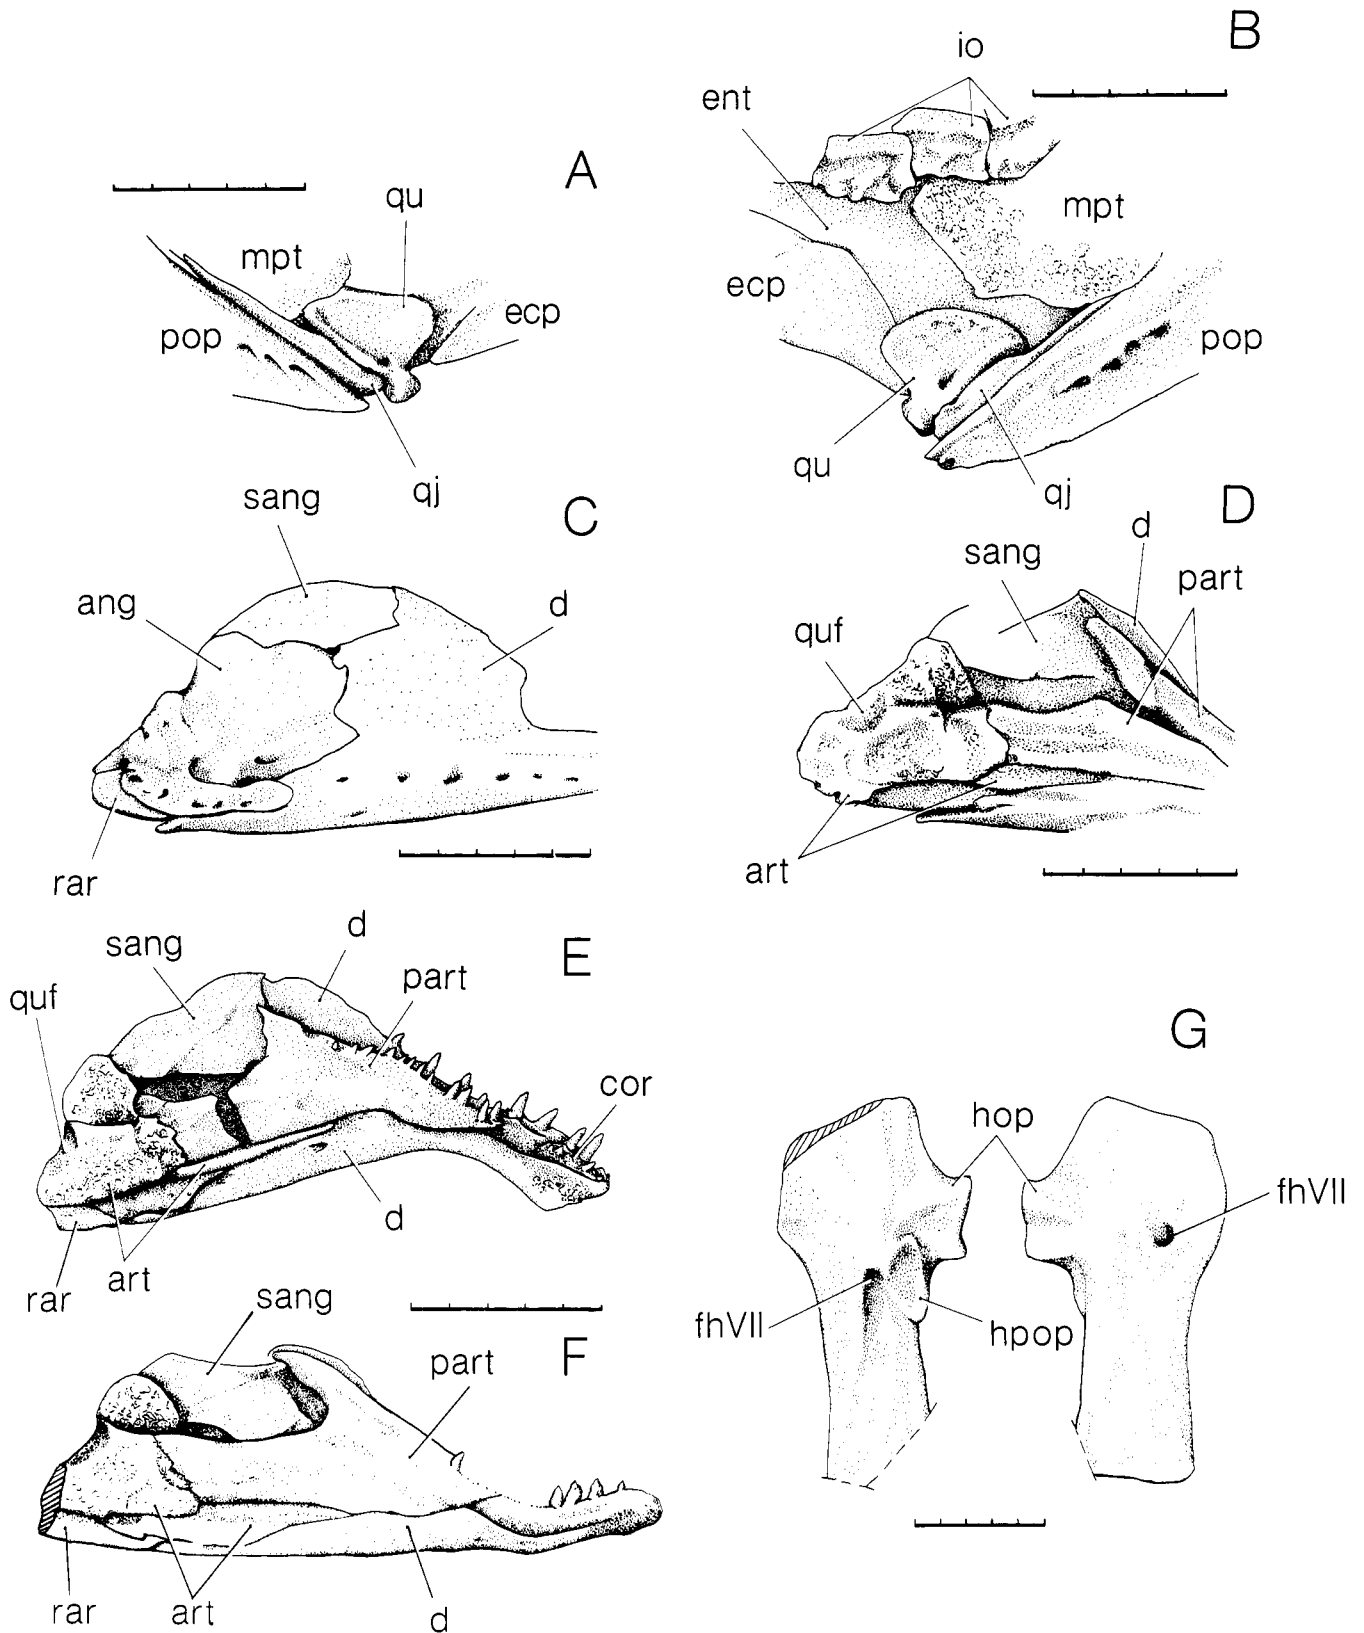 A
qu
mpt
ecp
pop
qj
B
io
ent
mpt
ecp
pop
qu
qj
C
sang
ang
d
rar
D
d
sang
part
quf
art
E
d
sang
part
quf
cor
d
art
rar
F
sang
part
rar
art
d
G
hop
fhVII
fhVII
hpop